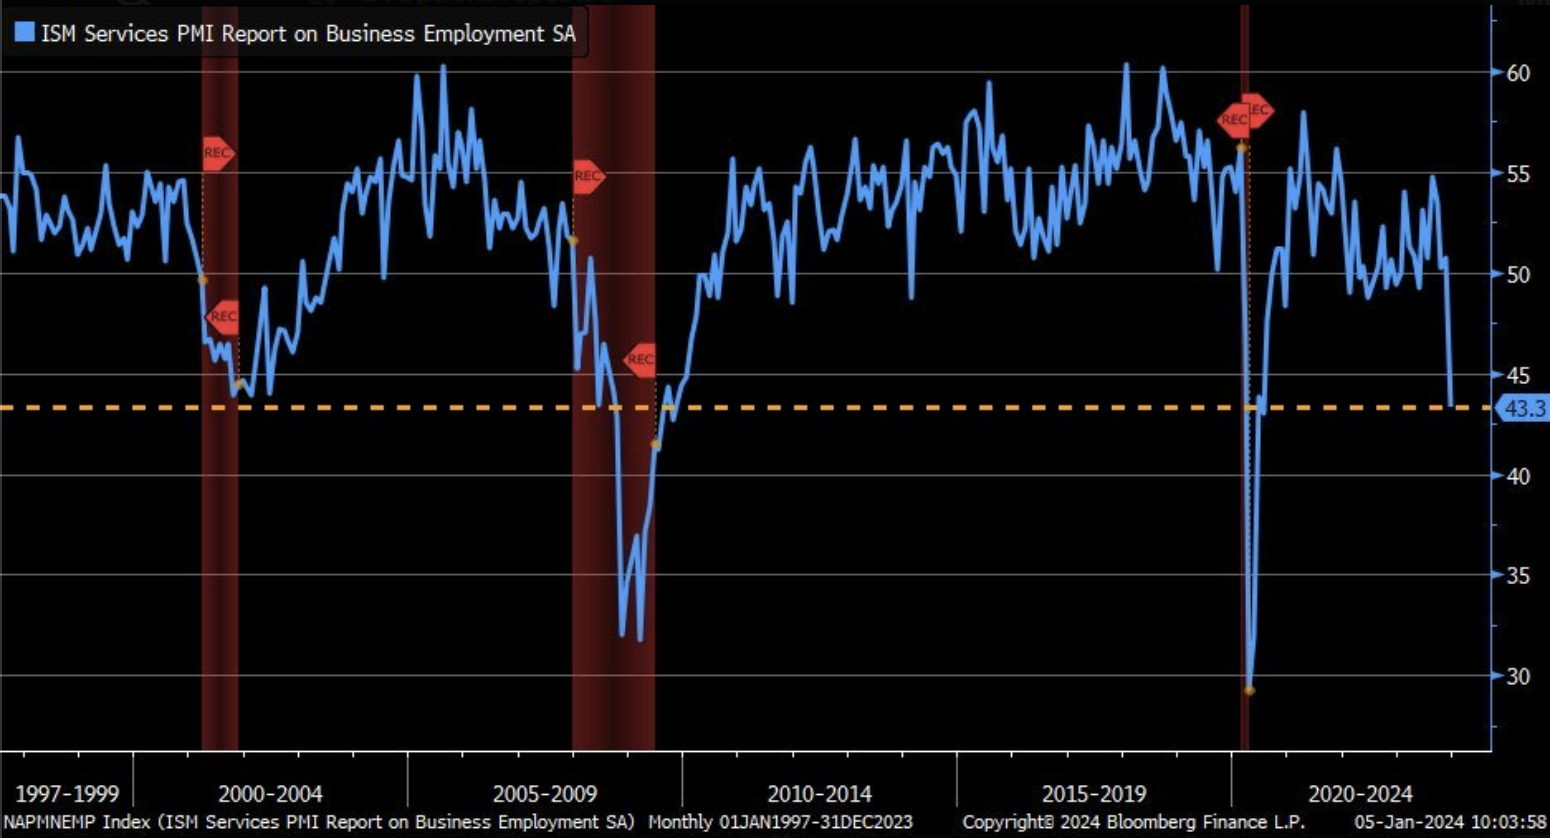 ISM Services PMI Report on Business Employment SA
60
REC
REC
REC
REC
55
REC
50
REC
45
43.3
40
35
30
1997-1999 2000-2004 2005-2009 2010-2014 2015-2019 2020-2024
NAPMNEMP Index (ISM Services PMI Report on Business Employment SA) Monthly 01JAN1997-31DEC2023 Copyright© 2024 Bloomberg Finance L.P. 05-Jan-2024 10:03:58